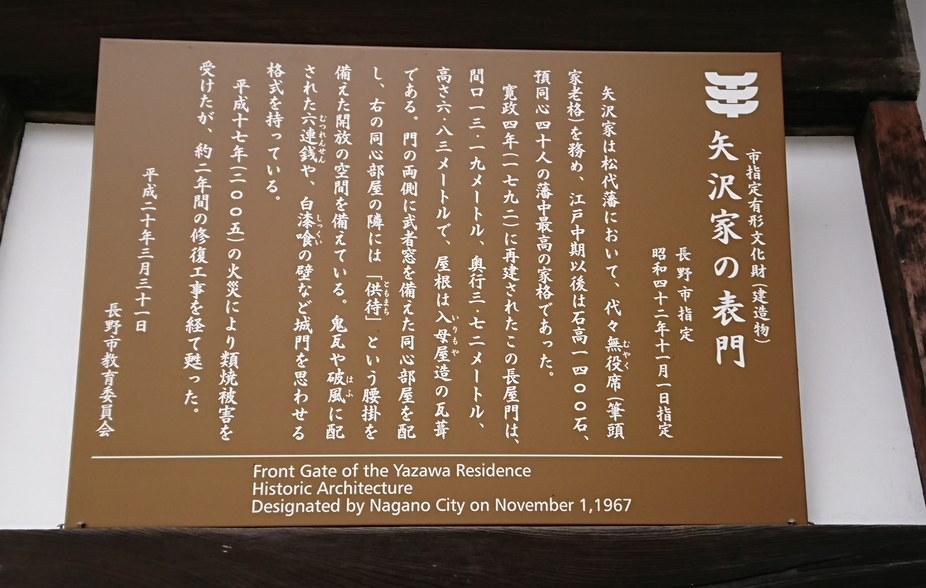 市指定有形文化財(建造物)
矢沢家の表門
長野市指定
昭和四十二年十一月一日指定
矢沢家は松代藩において、代々無役席(筆頭
家老格)を務め、江戸中期以後は石高一四〇〇石、
預同心四十人の藩中最高の家格であった。
寛政四年(一七九二)に再建されたこの長屋門は、
間口一三・一九メートル、奥行三・七二メートル、
高さ六・八三メートルで、屋根は入母屋造の瓦葺
である。門の両側に武者窓を備えた同心部屋を配
し、右の同心部屋の隣には「供待」という腰掛を
備えた開放の空間を備えている。鬼瓦や破風に配
された六連銭や、白漆喰の壁など城門を思わせる
格式を持っている。
平成十七年(二〇〇五)の火災により類焼被害を
受けたが、約二年間の修復工事を経て甦った。
平成二十年三月三十一日
長野市教育委員会
Front Gate of the Yazawa Residence
Historic Architecture
Designated by Nagano City on November 1,1967